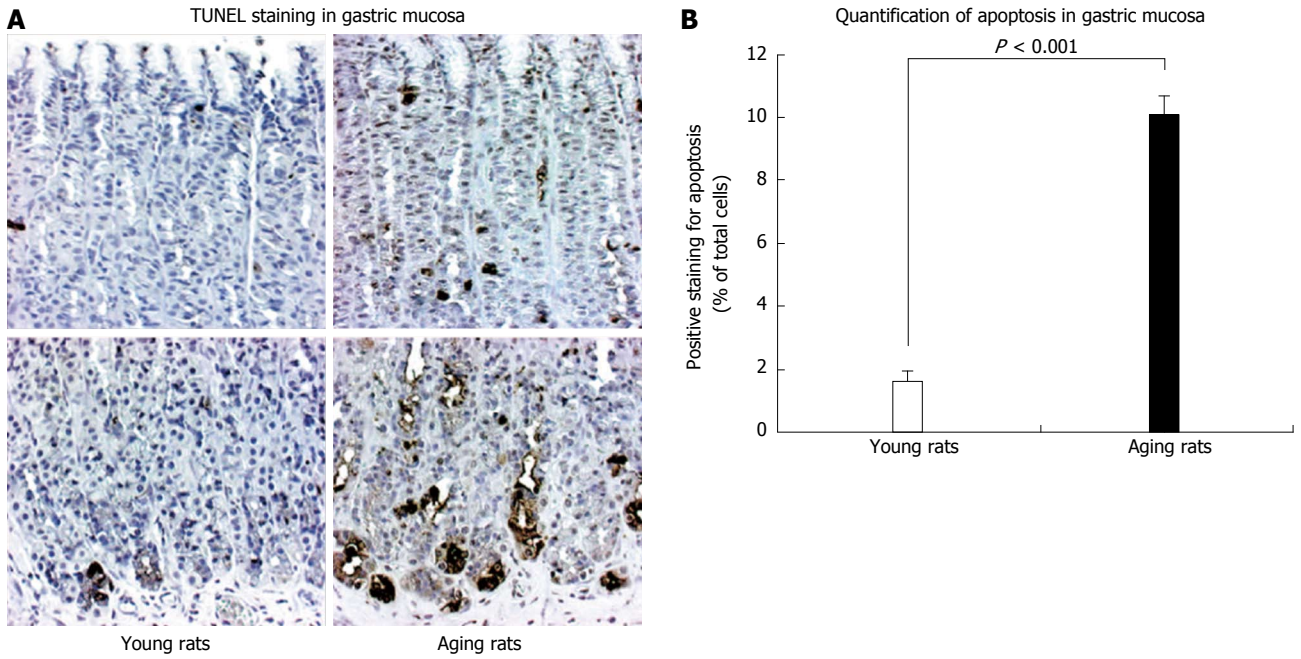 A
TUNEL staining in gastric mucosa
Young rats
Aging rats
B
Quantification of apoptosis in gastric mucosa
P < 0.001
Positive staining for apoptosis
(% of total cells)
12
10
8
6
4
2
0
Young rats
Aging rats